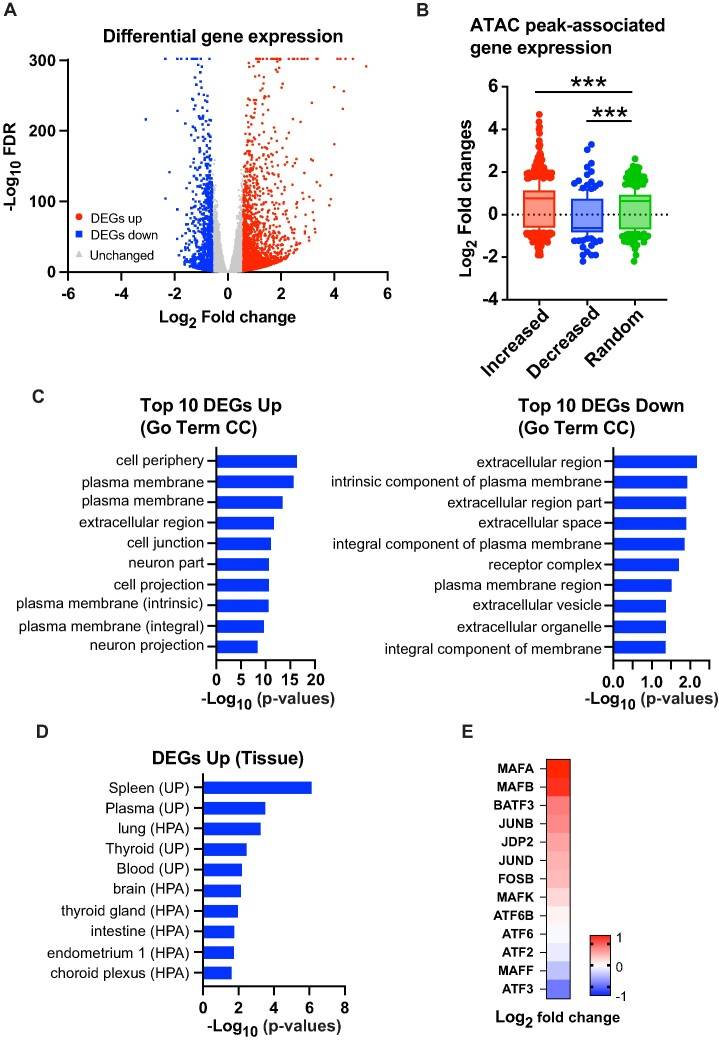 A
Differential gene expression
-Log10 FDR
300
200
100
0
DEGs up
DEGs down
Unchanged
-6 -4 -2 0 2 4 6
Log2 Fold change
B
ATAC peak-associated
gene expression
***
***
Log2 Fold changes
6
4
2
0
-2
-4
Increased
Decreased
Random
C
Top 10 DEGs Up
(Go Term CC)
cell periphery
plasma membrane
plasma membrane
extracellular region
cell junction
neuron part
cell projection
plasma membrane (intrinsic)
plasma membrane (integral)
neuron projection
0 5 10 15 20
-Log10 (p-values)
Top 10 DEGs Down
(Go Term CC)
extracellular region
intrinsic component of plasma membrane
extracellular region part
extracellular space
integral component of plasma membrane
receptor complex
plasma membrane region
extracellular vesicle
extracellular organelle
integral component of membrane
0.0 1.0 2.0
-Log10 (p-values)
D
DEGs Up (Tissue)
Spleen (UP)
Plasma (UP)
lung (HPA)
Thyroid (UP)
Blood (UP)
brain (HPA)
thyroid gland (HPA)
intestine (HPA)
endometrium 1 (HPA)
choroid plexus (HPA)
0 2 4 6 8
-Log10 (p-values)
E
MAFA
MAFB
BATF3
JUNB
JDP2
JUND
FOSB
MAFK
ATF6B
ATF6
ATF2
MAFF
ATF3
1
0
-1
Log2 fold change